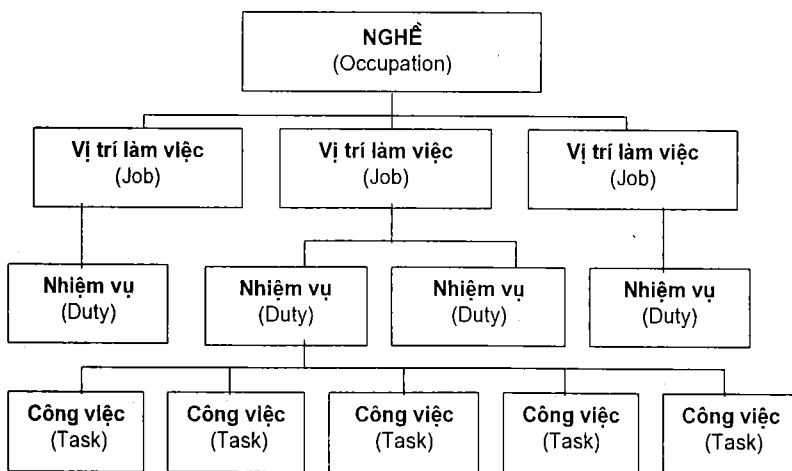 NGHỀ
(Occupation)
Vị trí làm việc
(Job)
Vị trí làm việc
(Job)
Vị trí làm việc
(Job)
Nhiệm vụ
(Duty)
Nhiệm vụ
(Duty)
Nhiệm vụ
(Duty)
Nhiệm vụ
(Duty)
Công việc
(Task)
Công việc
(Task)
Công việc
(Task)
Công việc
(Task)
Công việc
(Task)